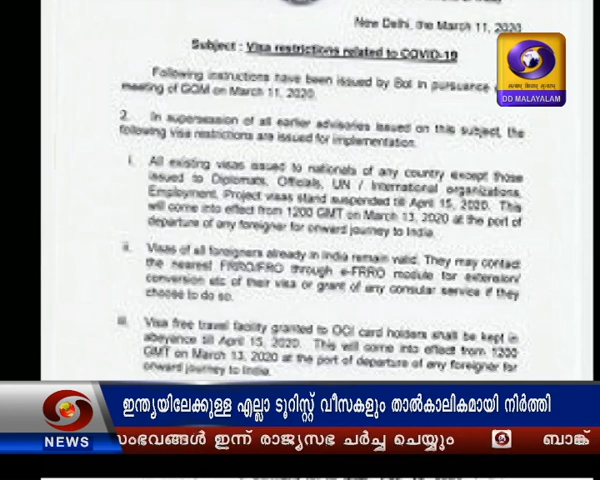 New Delhi, the March 11, 2020
Subject : Visa restrictions related to COVID-19
Following instructions have been issued by BoI in pursuance
meeting of GOM on March 11, 2020.
2. In supersession of all earlier advisories issued on this subject, the
following visa restrictions are issued for implementation.
i. All existing visas issued to nationals of any country except those
issued to Diplomats, Officials, UN / International organizations,
Employment, Project visas stand suspended till April 15, 2020. This
will come into effect from 1200 GMT on March 13, 2020 at the port of
departure of any foreigner for onward journey to India.
ii. Visas of all foreigners already in India remain valid. They may contact
the nearest FRRO/FRO through e-FRRO module for extension/
conversion etc of their visa or grant of any consular service if they
choose to do so.
iii. Visa free travel facility granted to OCI card holders shall be kept in
abeyance till April 15, 2020. This will come into effect from 1200
GMT on March 13, 2020 at the port of departure of any foreigner for
onward journey to India.
DD MALAYALAM
ഇന്ത്യയിലേക്കുള്ള എല്ലാ ടൂറിസ്റ്റ് വീസകളും താൽകാലികമായി നിർത്തി
NEWS
സംഭവങ്ങൾ ഇന്ന് രാജ്യസഭ ചർച്ച ചെയ്യും ബാങ്ക്